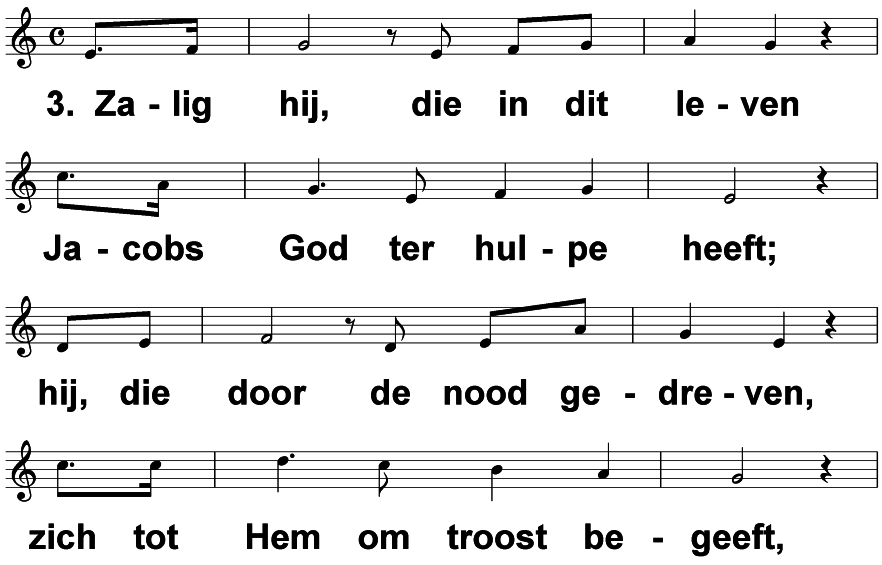 3. Za - lig hij, die in dit le - ven
Ja - cobs God ter hul - pe heeft;
hij, die door de nood ge - dre - ven,
zich tot Hem om troost be - geeft,